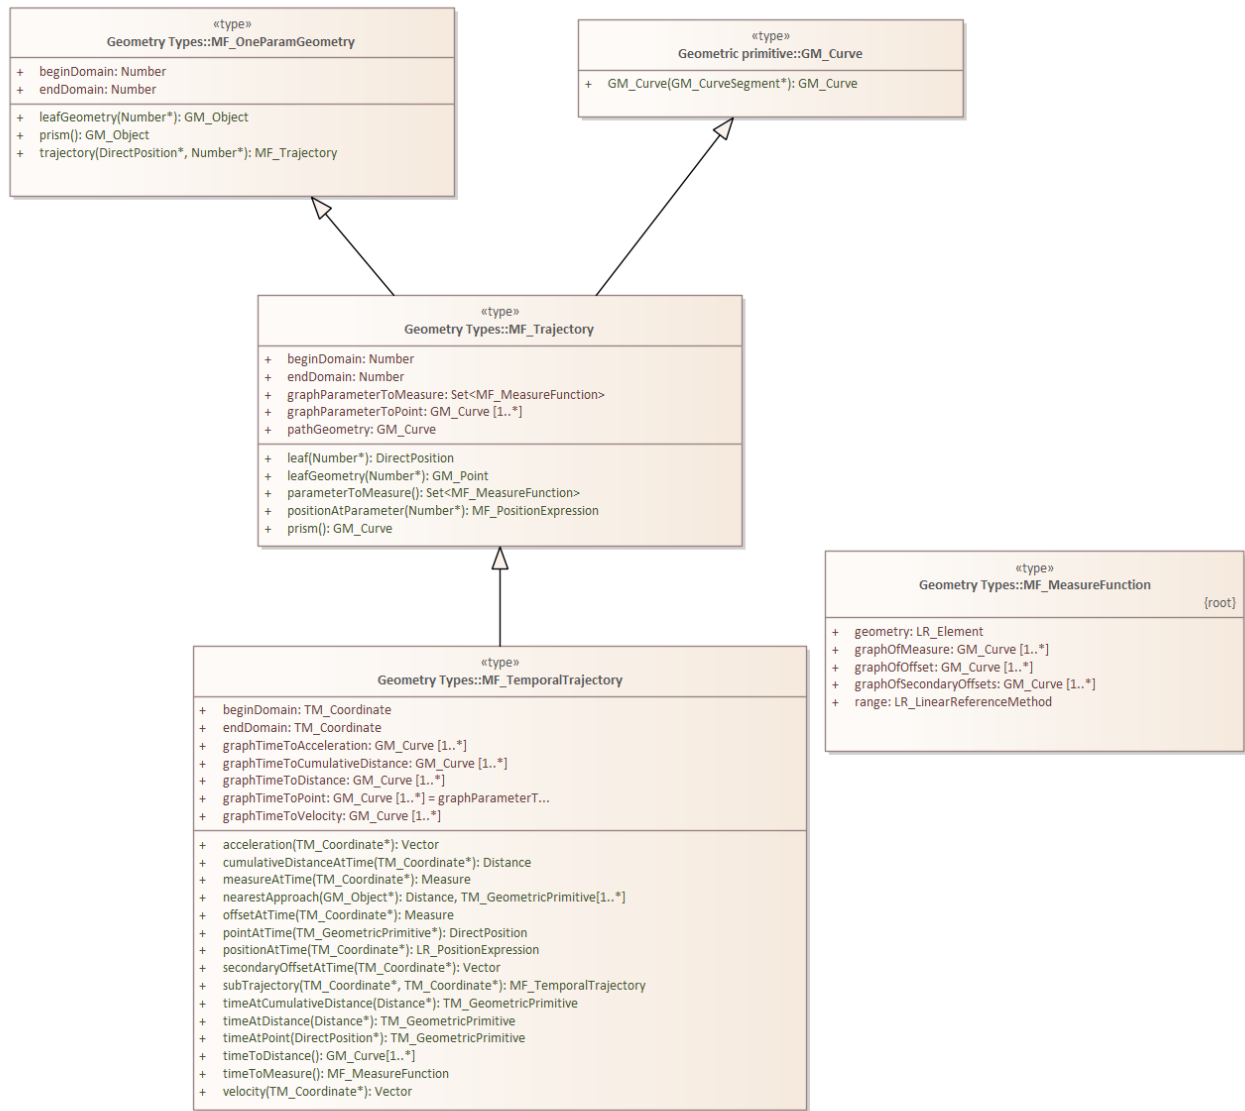 «type»
Geometry Types::MF_OneParamGeometry
+ beginDomain: Number
+ endDomain: Number
+ leafGeometry(Number*): GM_Object
+ prism(): GM_Object
+ trajectory(DirectPosition*, Number*): MF_Trajectory
«type»
Geometric primitive::GM_Curve
+ GM_Curve(GM_CurveSegment*): GM_Curve
«type»
Geometry Types::MF_Trajectory
+ beginDomain: Number
+ endDomain: Number
+ graphParameterToMeasure: Set<MF_MeasureFunction>
+ graphParameterToPoint: GM_Curve [1..*]
+ pathGeometry: GM_Curve
+ leaf(Number*): DirectPosition
+ leafGeometry(Number*): GM_Point
+ parameterToMeasure(): Set<MF_MeasureFunction>
+ positionAtParameter(Number*): MF_PositionExpression
+ prism(): GM_Curve
«type»
Geometry Types::MF_MeasureFunction
{root}
+ geometry: LR_Element
+ graphOfMeasure: GM_Curve [1..*]
+ graphOfOffset: GM_Curve [1..*]
+ graphOfSecondaryOffsets: GM_Curve [1..*]
+ range: LR_LinearReferenceMethod
«type»
Geometry Types::MF_TemporalTrajectory
+ beginDomain: TM_Coordinate
+ endDomain: TM_Coordinate
+ graphTimeToAcceleration: GM_Curve [1..*]
+ graphTimeToCumulativeDistance: GM_Curve [1..*]
+ graphTimeToDistance: GM_Curve [1..*]
+ graphTimeToPoint: GM_Curve [1..*] = graphParameterT...
+ graphTimeToVelocity: GM_Curve [1..*]
+ acceleration(TM_Coordinate*): Vector
+ cumulativeDistanceAtTime(TM_Coordinate*): Distance
+ measureAtTime(TM_Coordinate*): Measure
+ nearestApproach(GM_Object*): Distance, TM_GeometricPrimitive[1..*]
+ offsetAtTime(TM_Coordinate*): Measure
+ pointAtTime(TM_GeometricPrimitive*): DirectPosition
+ positionAtTime(TM_Coordinate*): LR_PositionExpression
+ secondaryOffsetAtTime(TM_Coordinate*): Vector
+ subTrajectory(TM_Coordinate*, TM_Coordinate*): MF_TemporalTrajectory
+ timeAtCumulativeDistance(Distance*): TM_GeometricPrimitive
+ timeAtDistance(Distance*): TM_GeometricPrimitive
+ timeAtPoint(DirectPosition*): TM_GeometricPrimitive
+ timeToDistance(): GM_Curve[1..*]
+ timeToMeasure(): MF_MeasureFunction
+ velocity(TM_Coordinate*): Vector